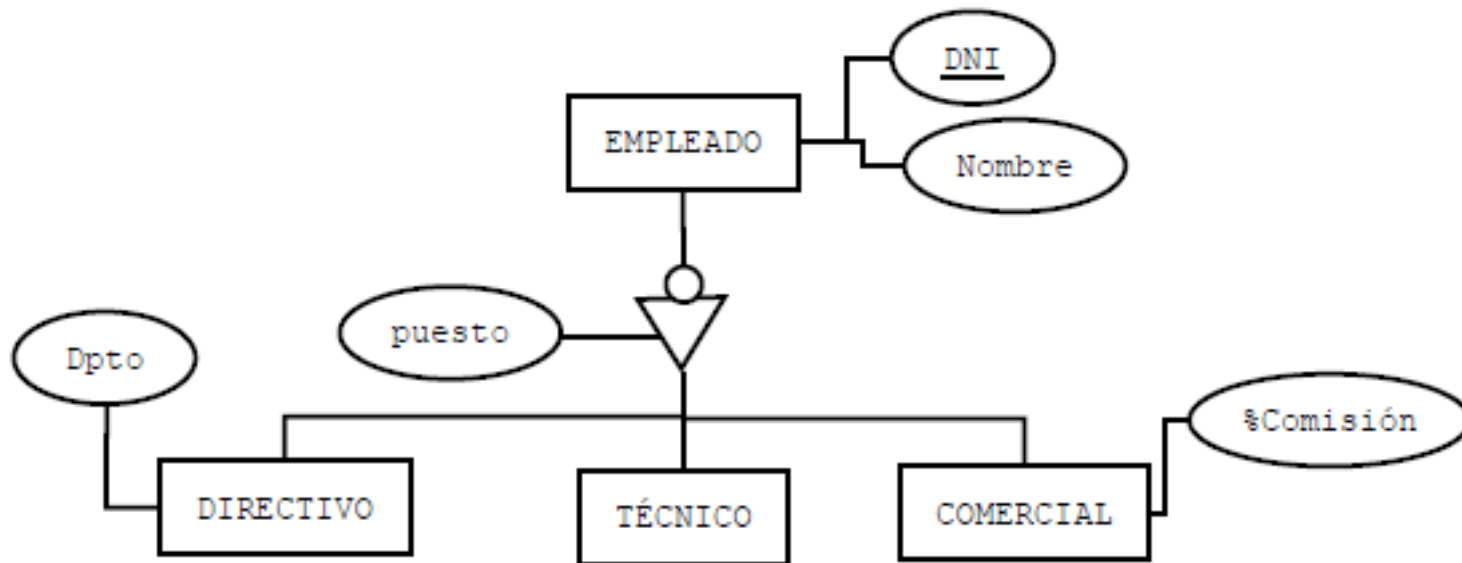 DNI
EMPLEADO
Nombre
puesto
Dpto
%Comisión
DIRECTIVO
TÉCNICO
COMERCIAL